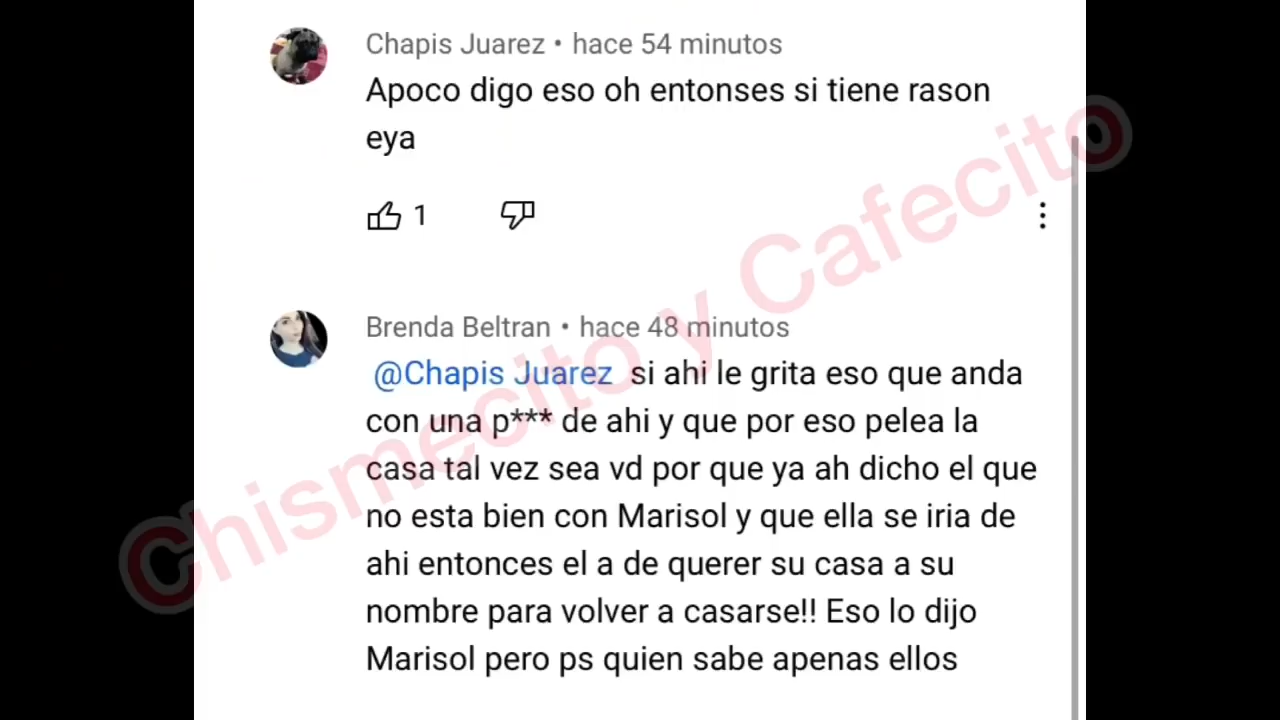 Chapis Juarez • hace 54 minutos
Apoco digo eso oh entonses si tiene rason
eya
1
Brenda Beltran • hace 48 minutos
@Chapis Juarez si ahi le grita eso que anda
con una p*** de ahi y que por eso pelea la
casa tal vez sea vd por que ya ah dicho el que
no esta bien con Marisol y que ella se iria de
ahi entonces el a de querer su casa a su
nombre para volver a casarse!! Eso lo dijo
Marisol pero ps quien sabe apenas ellos
Chismecito y Cafecito